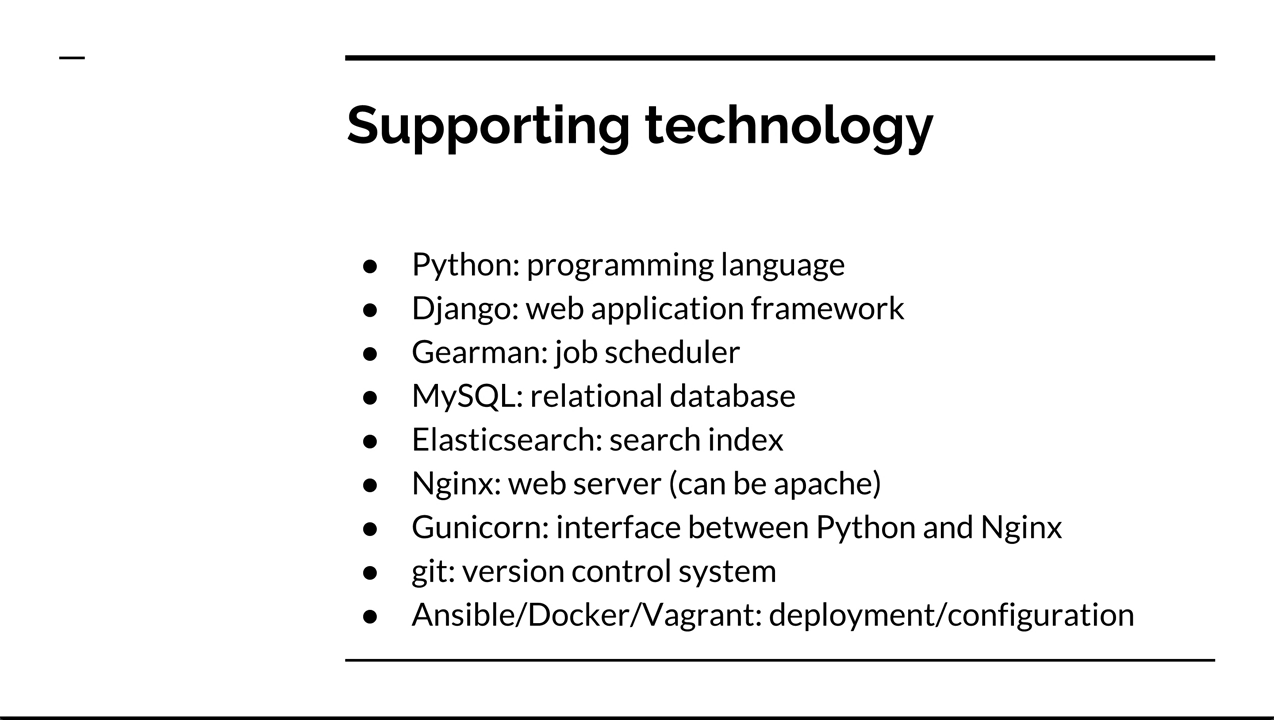 Supporting technology
● Python: programming language
● Django: web application framework
● Gearman: job scheduler
● MySQL: relational database
● Elasticsearch: search index
● Nginx: web server (can be apache)
● Gunicorn: interface between Python and Nginx
● git: version control system
● Ansible/Docker/Vagrant: deployment/configuration